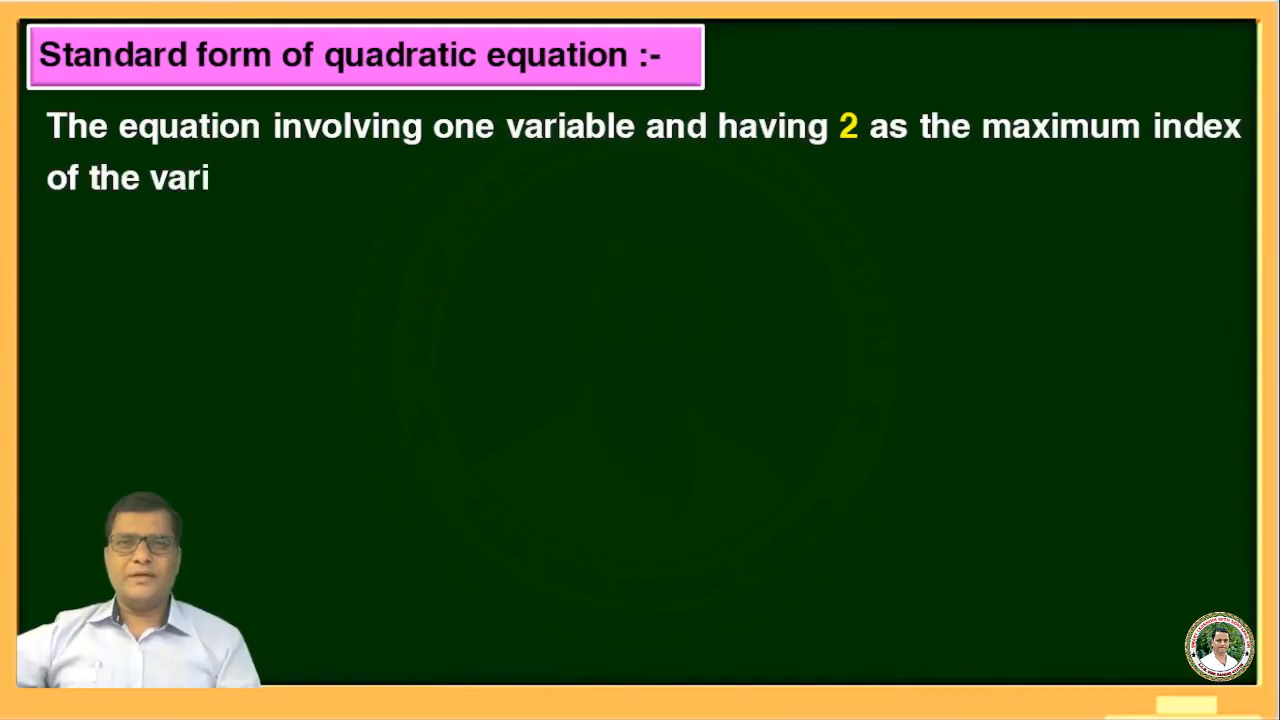 Standard form of quadratic equation :-
The equation involving one variable and having 2 as the maximum index
of the vari